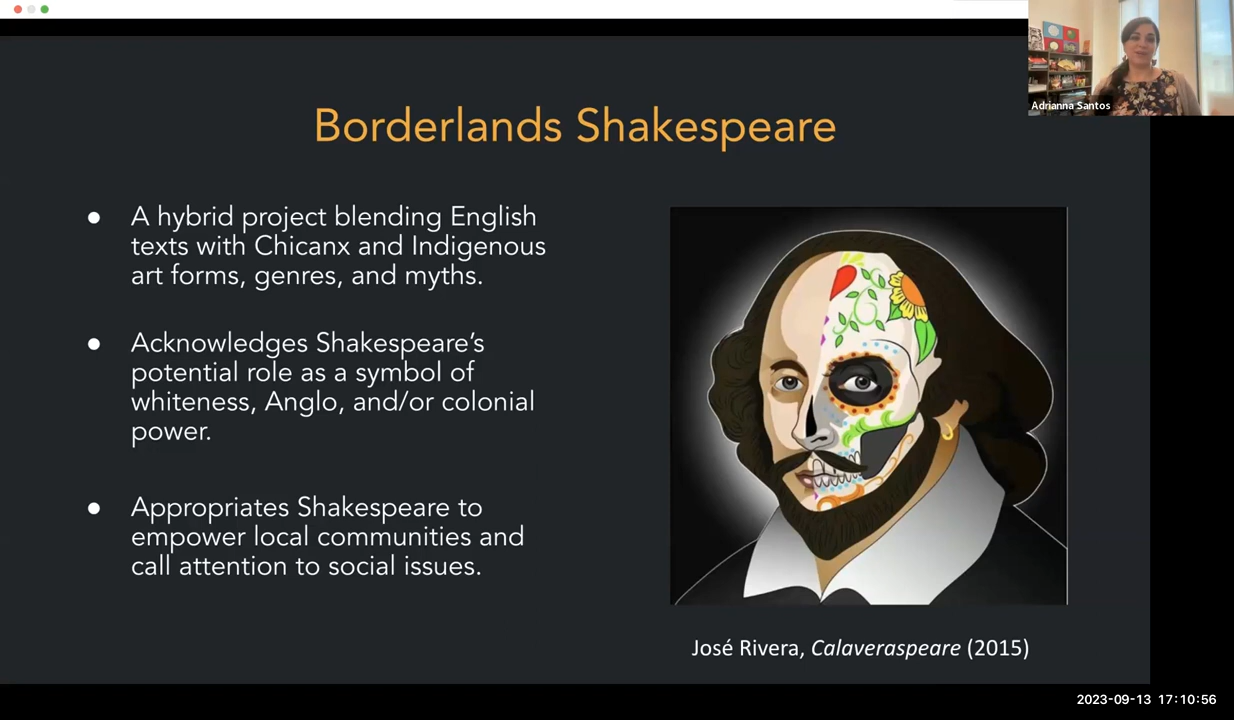 Adrianna Santos
Borderlands Shakespeare
● A hybrid project blending English
texts with Chicanx and Indigenous
art forms, genres, and myths.
● Acknowledges Shakespeare's
potential role as a symbol of
whiteness, Anglo, and/or colonial
power.
● Appropriates Shakespeare to
empower local communities and
call attention to social issues.
José Rivera, Calaveraspeare (2015)
2023-09-13 17:10:56